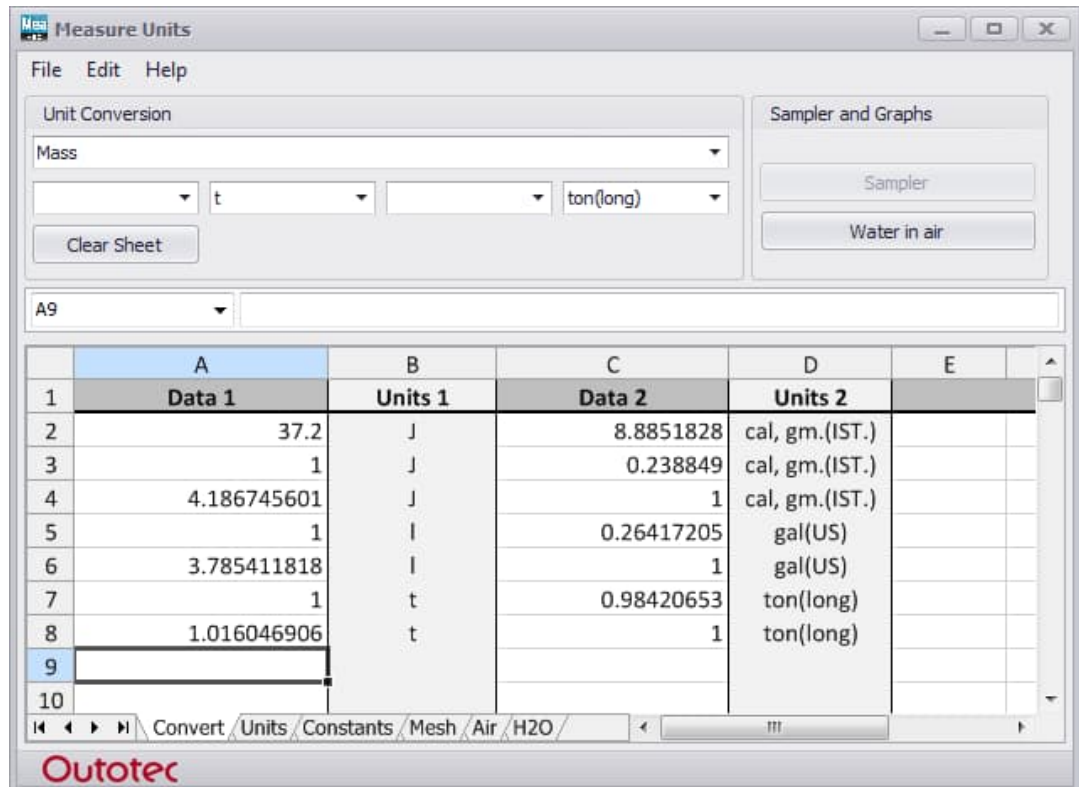 Measure Units
File Edit Help
Unit Conversion
Sampler and Graphs
Mass
Sampler
t
ton(long)
Water in air
Clear Sheet
A9
A B C D E
1 Data 1 Units 1 Data 2 Units 2
2 37.2 J 8.8851828 cal, gm.(IST.)
3 1 J 0.238849 cal, gm.(IST.)
4 4.186745601 J 1 cal, gm.(IST.)
5 1 l 0.26417205 gal(US)
6 3.785411818 l 1 gal(US)
7 1 t 0.98420653 ton(long)
8 1.016046906 t 1 ton(long)
9
10
Convert Units Constants Mesh Air H2O
Outotec